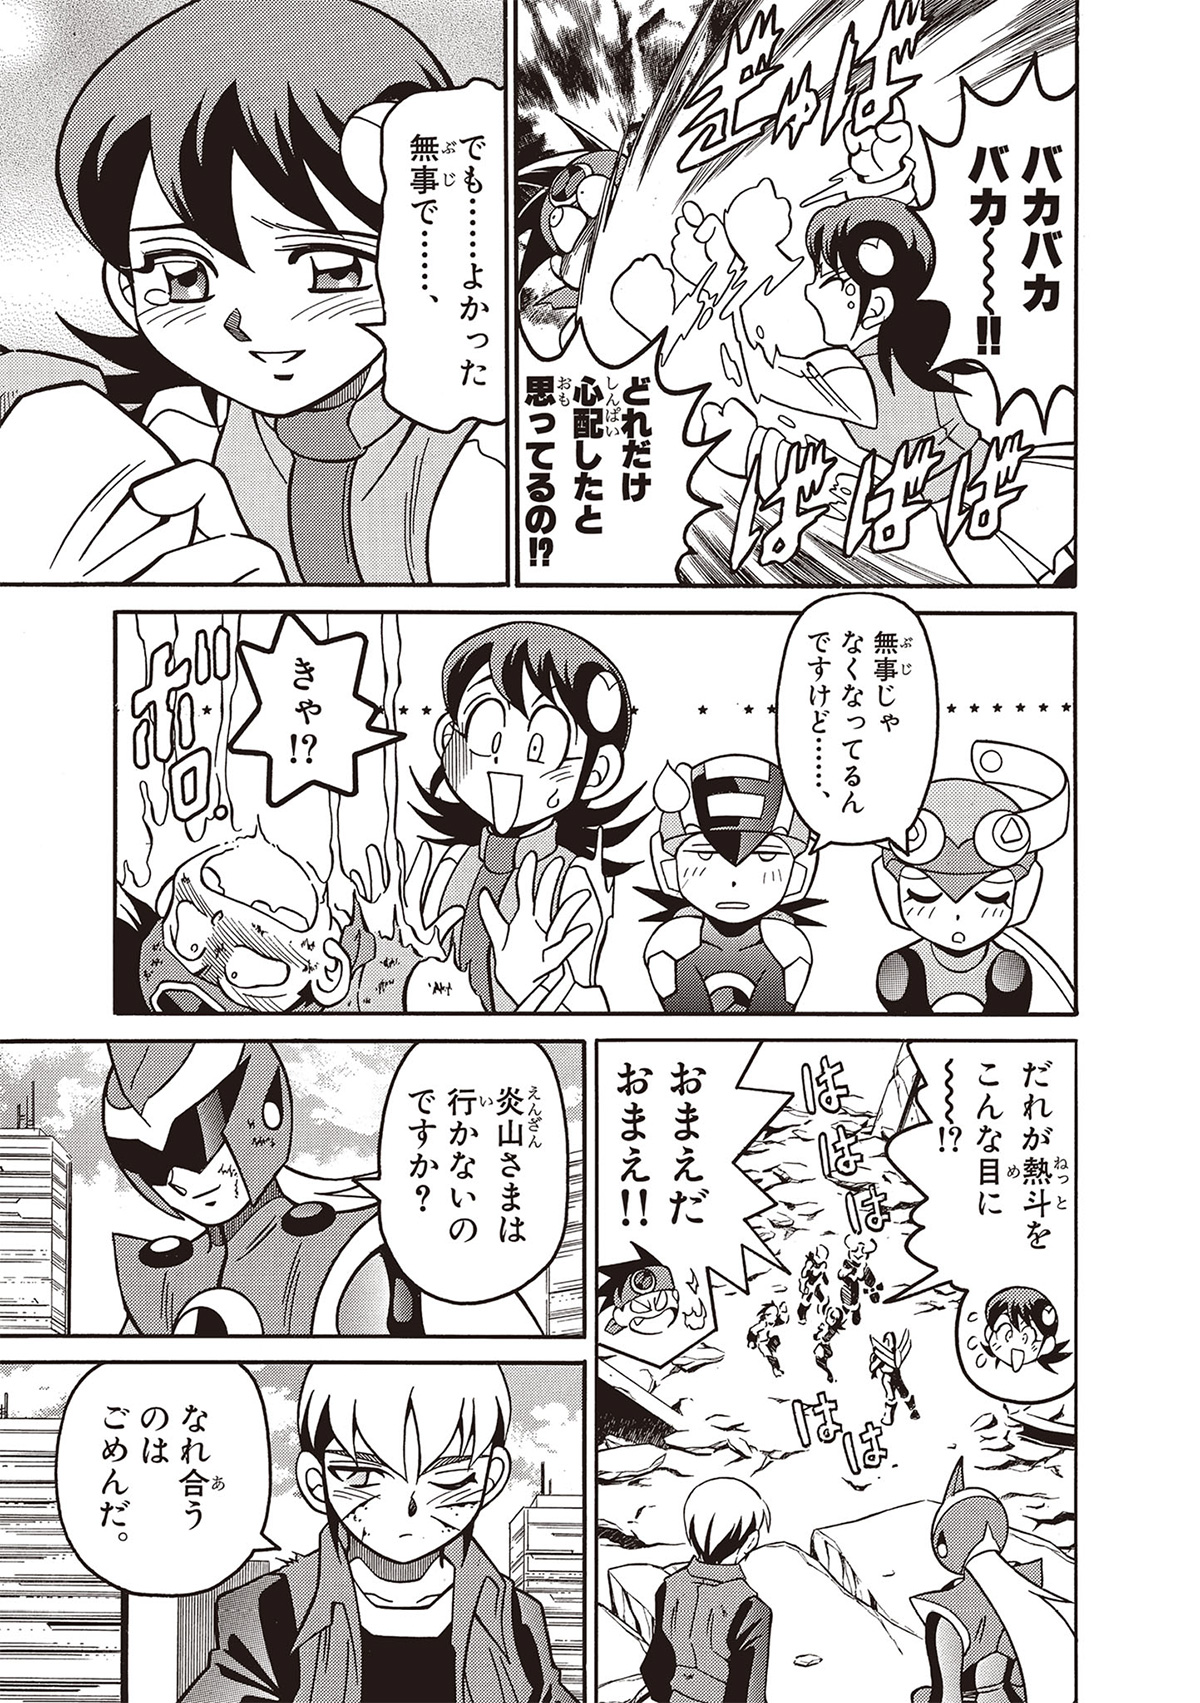 バカバカ
バカ〜〜!!
ぎゅばば
ばばば
どれだけ
心配したと
思ってるの!?
でも……よかった
無事で……、
無事じゃ
なくなってるん
ですけど……、
きゃ!?
ボロ.
だれが熱斗を
こんな目に
〜〜!?
おまえだ
おまえ!!
ははは
ははは
炎山さまは
行かないの
ですか?
なれ合う
のは
ごめんだ。